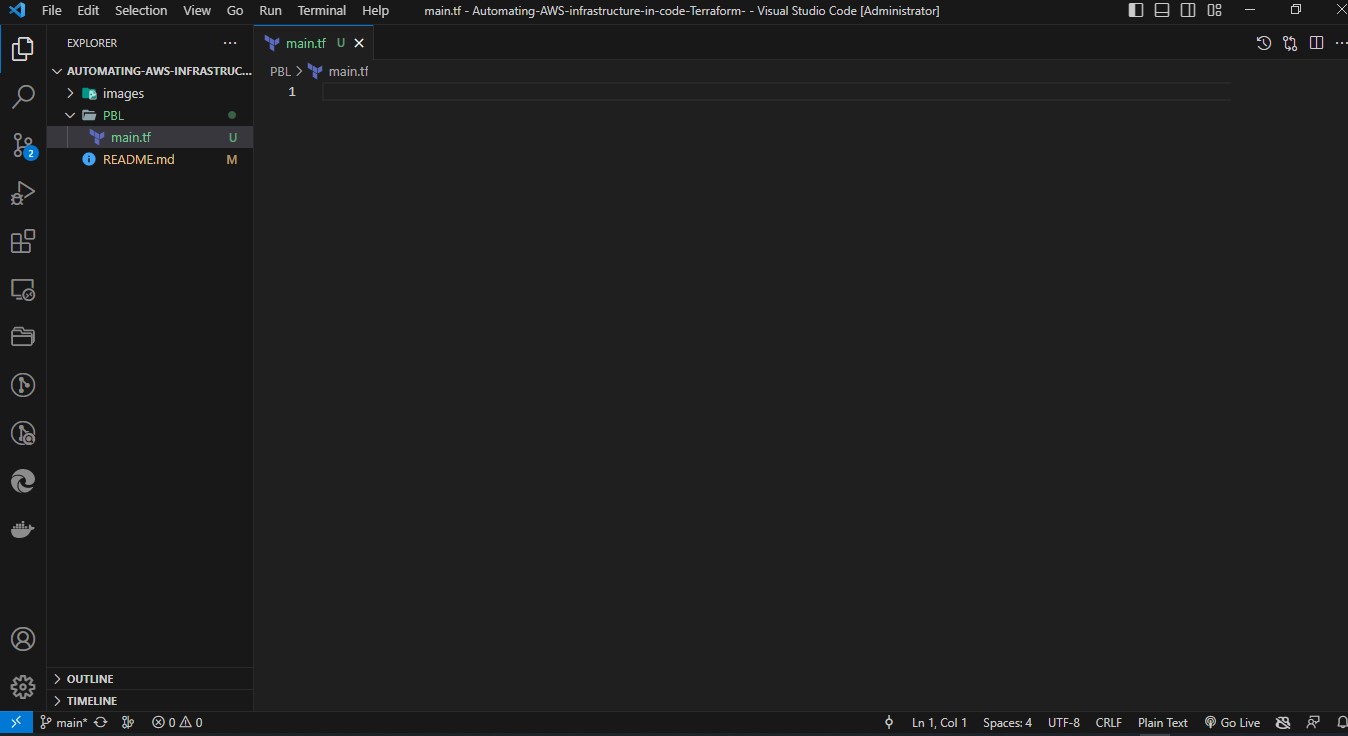 File Edit Selection View Go Run Terminal Help main.tf - Automating-AWS-infrastructure-in-code-Terraform- - Visual Studio Code [Administrator]
EXPLORER
AUTOMATING-AWS-INFRASTRUC...
images
PBL
main.tf U
README.md M
OUTLINE
TIMELINE
main.tf U
PBL > main.tf
1
2
main* 0 0 Ln 1, Col 1 Spaces: 4 UTF-8 CRLF Plain Text Go Live